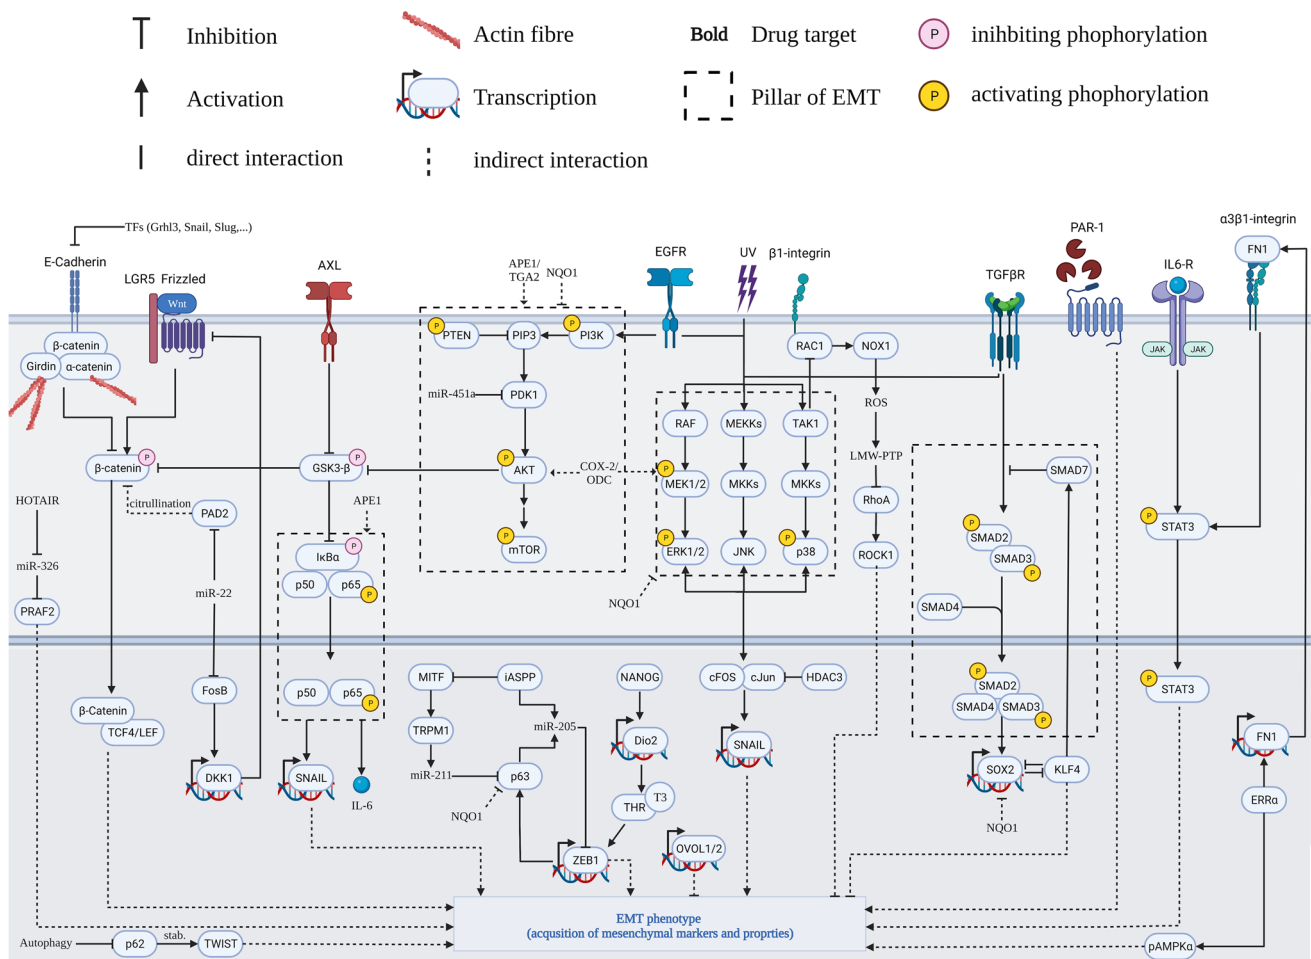 Inhibition
Actin fibre
Bold
Drug target
P
inihbiting phophorylation
Activation
Transcription
Pillar of EMT
P
activating phophorylation
direct interaction
indirect interaction
TFs (Grhl3, Snail, Slug,...)
E-Cadherin
LGR5 Frizzled
Wnt
AXL
APE1/
TGA2
NQO1
EGFR
UV
β1-integrin
TGFβR
PAR-1
IL6-R
α3β1-integrin
FN1
β-catenin
Girdin
α-catenin
P
PTEN
PIP3
P
PI3K
RAC1
NOX1
JAK
JAK
miR-451a
PDK1
ROS
RAF
MEKKs
TAK1
LMW-PTP
β-catenin
P
GSK3-β
P
P
AKT
COX-2/
ODC
P
MEK1/2
MKKs
MKKs
RhoA
SMAD7
HOTAIR
citrullination
PAD2
APE1
P
mTOR
P
ERK1/2
JNK
P
p38
ROCK1
P
SMAD2
SMAD3
P
P
STAT3
IκBα
P
p50
p65
P
miR-326
miR-22
PRAF2
NQO1
SMAD4
FosB
p50
p65
P
MITF
iASPP
NANOG
cFOS
cJun
HDAC3
P
SMAD2
SMAD4
SMAD3
P
P
STAT3
β-Catenin
TCF4/LEF
TRPM1
miR-205
Dio2
SNAIL
FN1
DKK1
SNAIL
IL-6
miR-211
p63
SOX2
KLF4
THR
T3
ERRα
NQO1
NQO1
ZEB1
OVOL1/2
EMT phenotype
(acqusition of mesenchymal markers and proprties)
Autophagy
p62
stab.
TWIST
pAMPKα